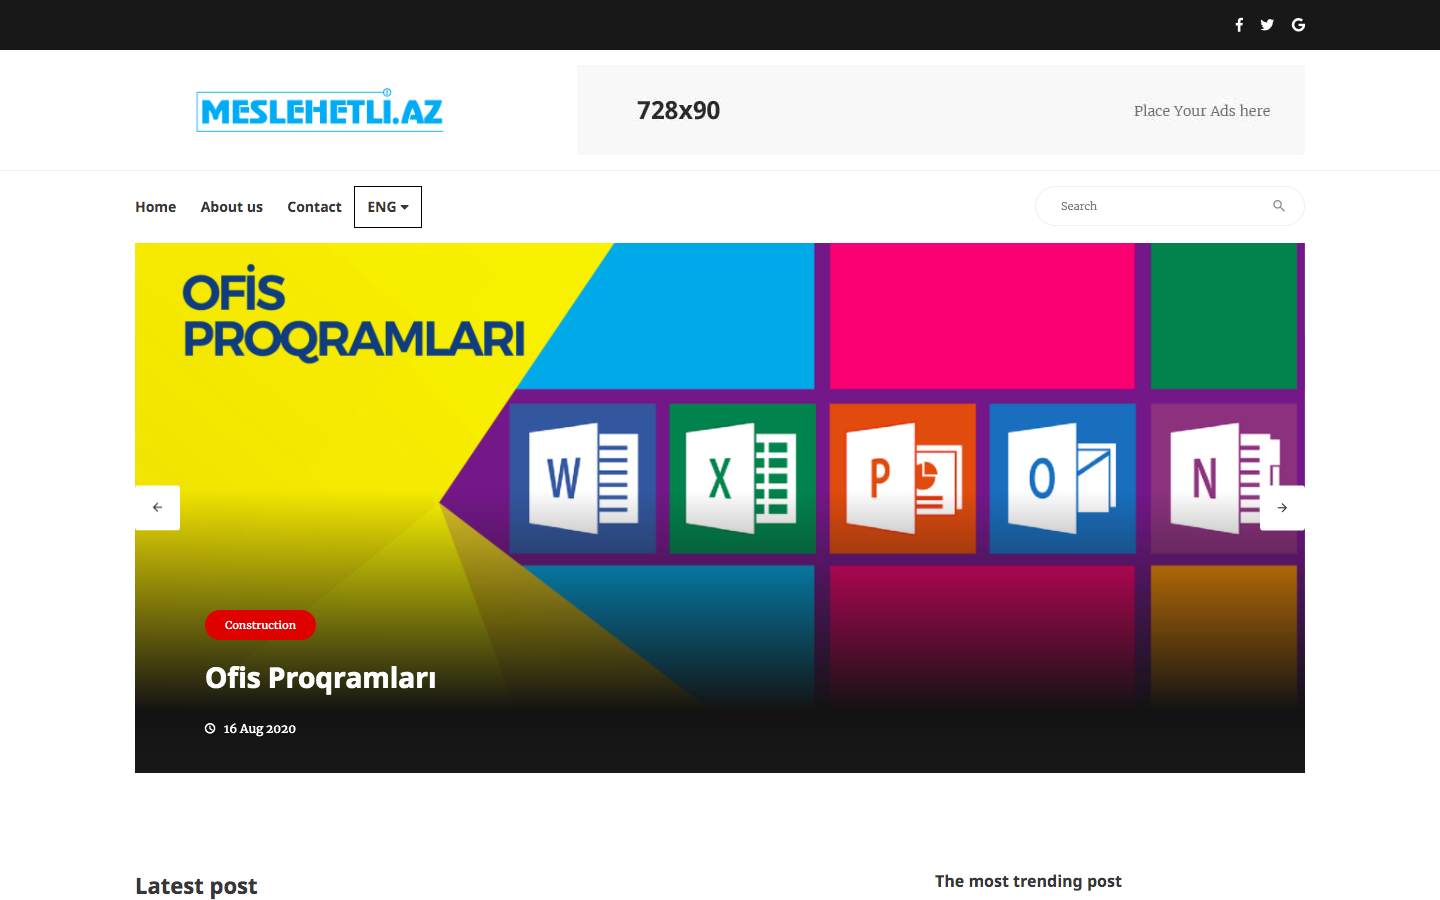 MESLEHETLİ.AZ
728x90
Place Your Ads here
Home
About us
Contact
ENG
Search
OFİS
PROQRAMLARI
W
X
P
O
N
Construction
Ofis Proqramları
16 Aug 2020
Latest post
The most trending post